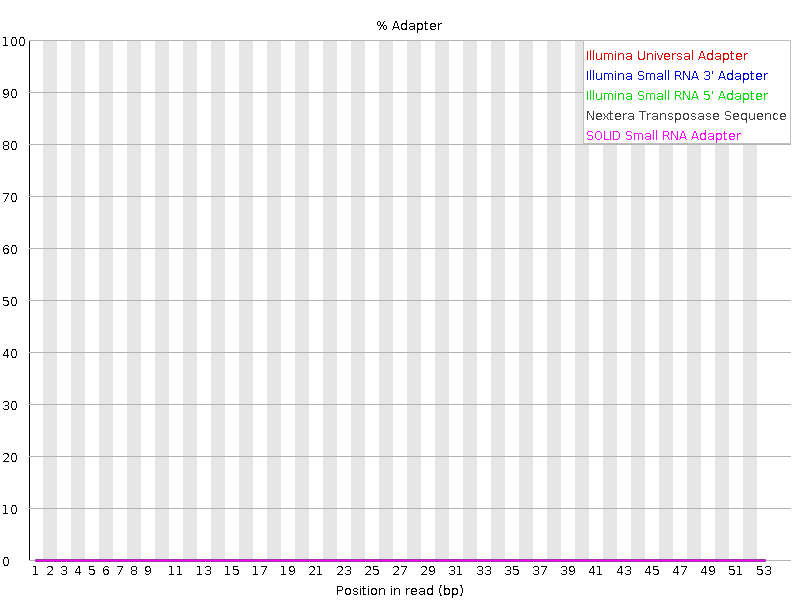 % Adapter
100
90
80
70
60
50
40
30
20
10
0
Illumina Universal Adapter
Illumina Small RNA 3' Adapter
Illumina Small RNA 5' Adapter
Nextera Transposase Sequence
SOLID Small RNA Adapter
1 2 3 4 5 6 7 8 9 11 13 15 17 19 21 23 25 27 29 31 33 35 37 39 41 43 45 47 49 51 53
Position in read (bp)